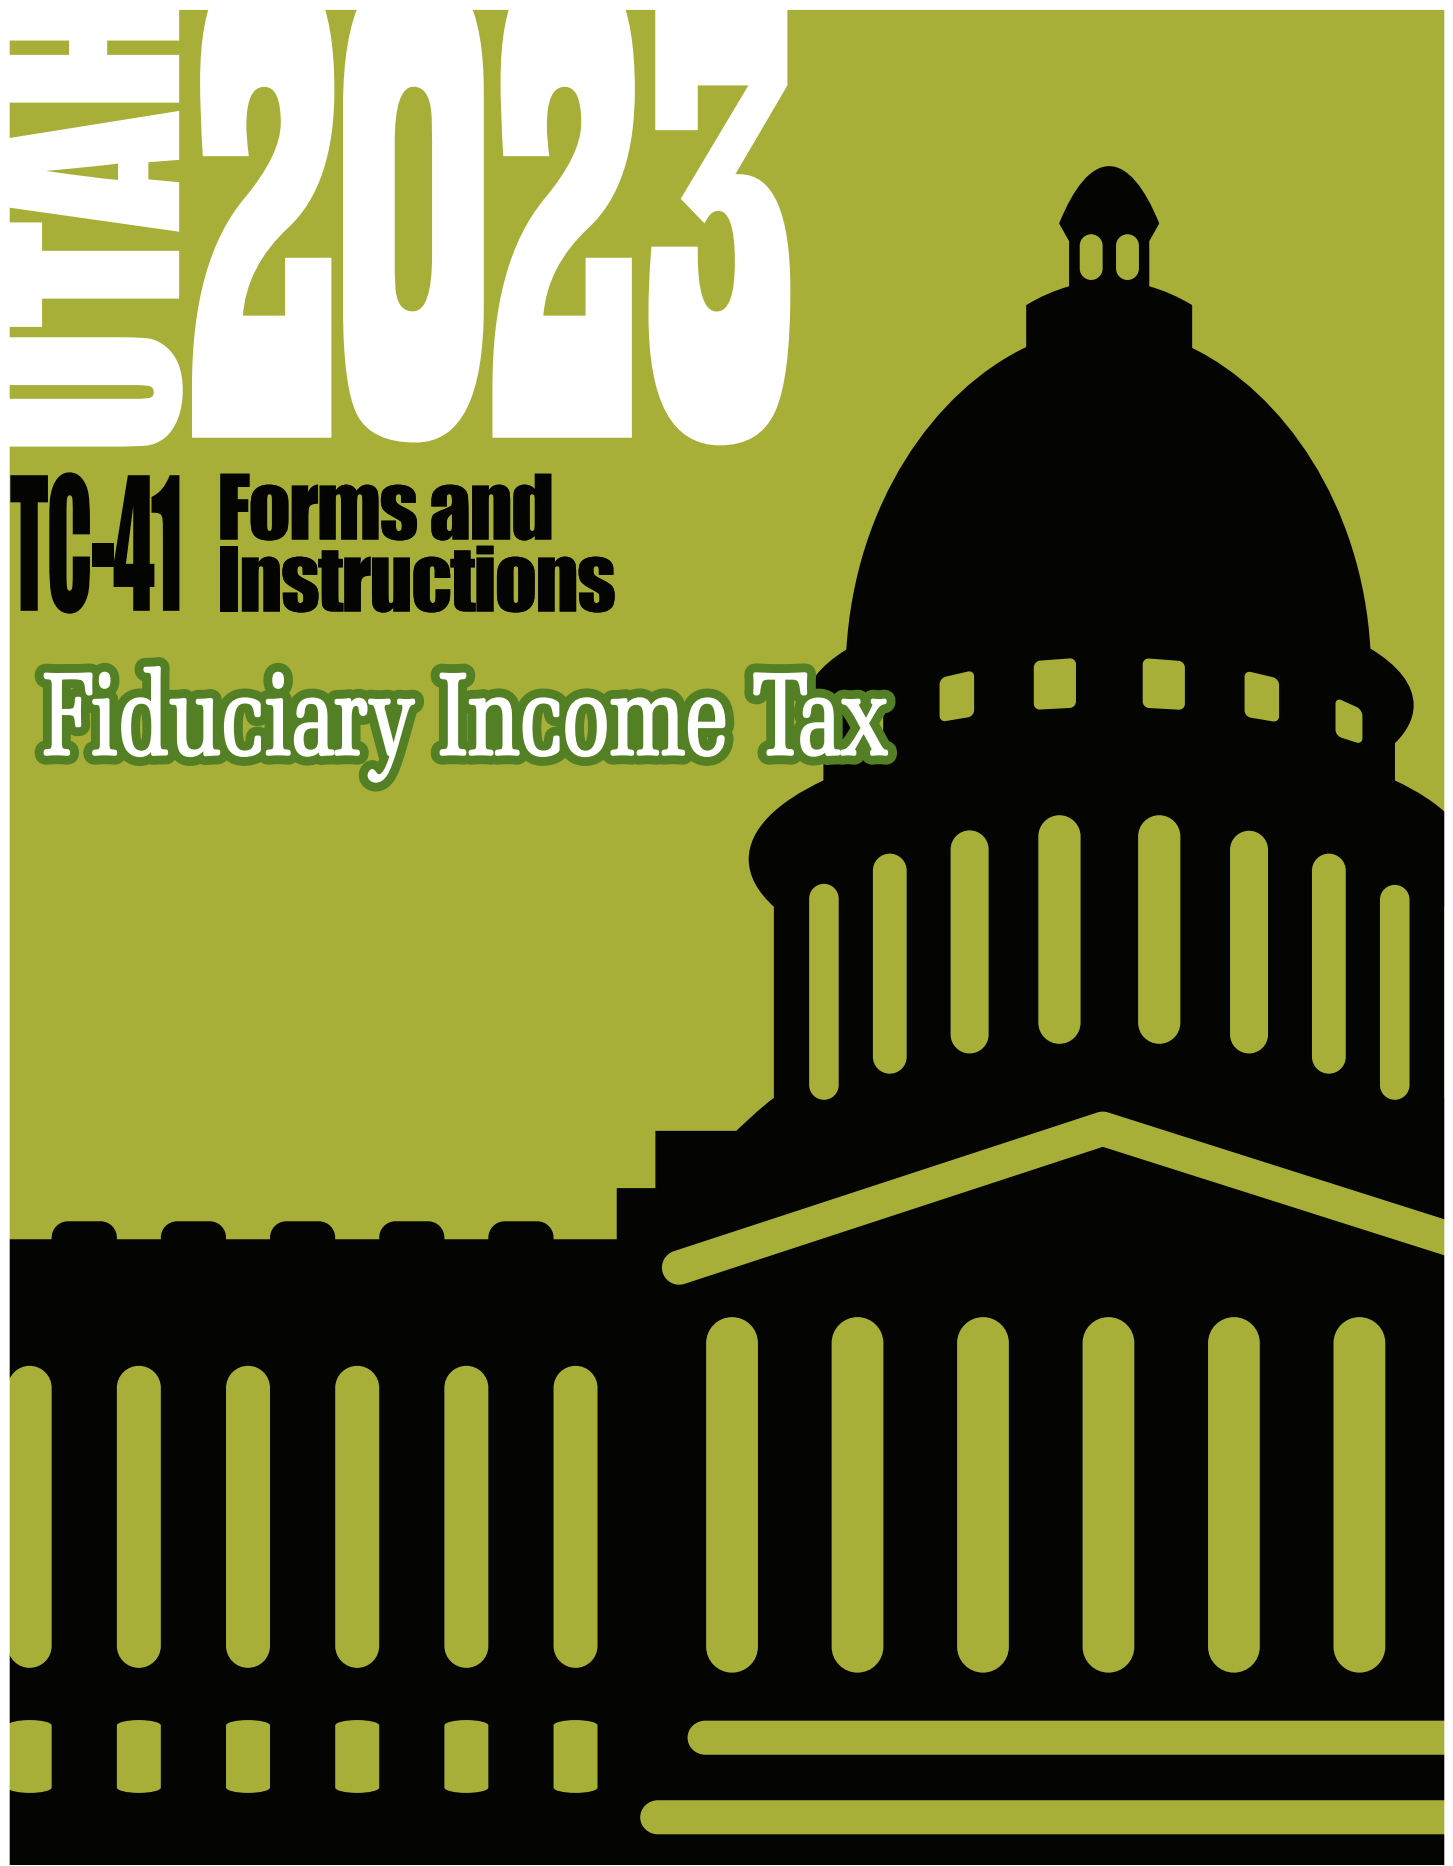 UTAH
2023
TC-41
Forms and
Instructions
Fiduciary Income Tax